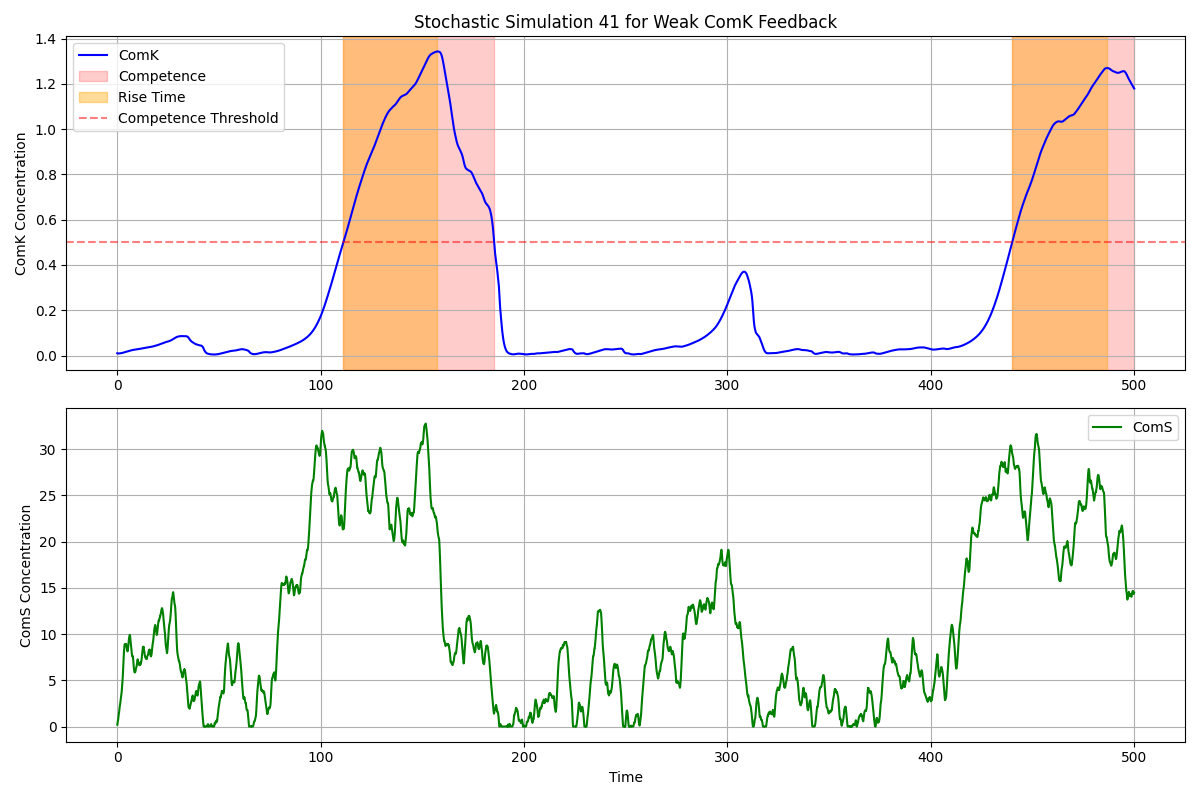 Stochastic Simulation 41 for Weak ComK Feedback
ComK Concentration
1.4
1.2
1.0
0.8
0.6
0.4
0.2
0.0
ComK
Competence
Rise Time
Competence Threshold
0 100 200 300 400 500
ComS Concentration
30
25
20
15
10
5
0
ComS
0 100 200 300 400 500
Time